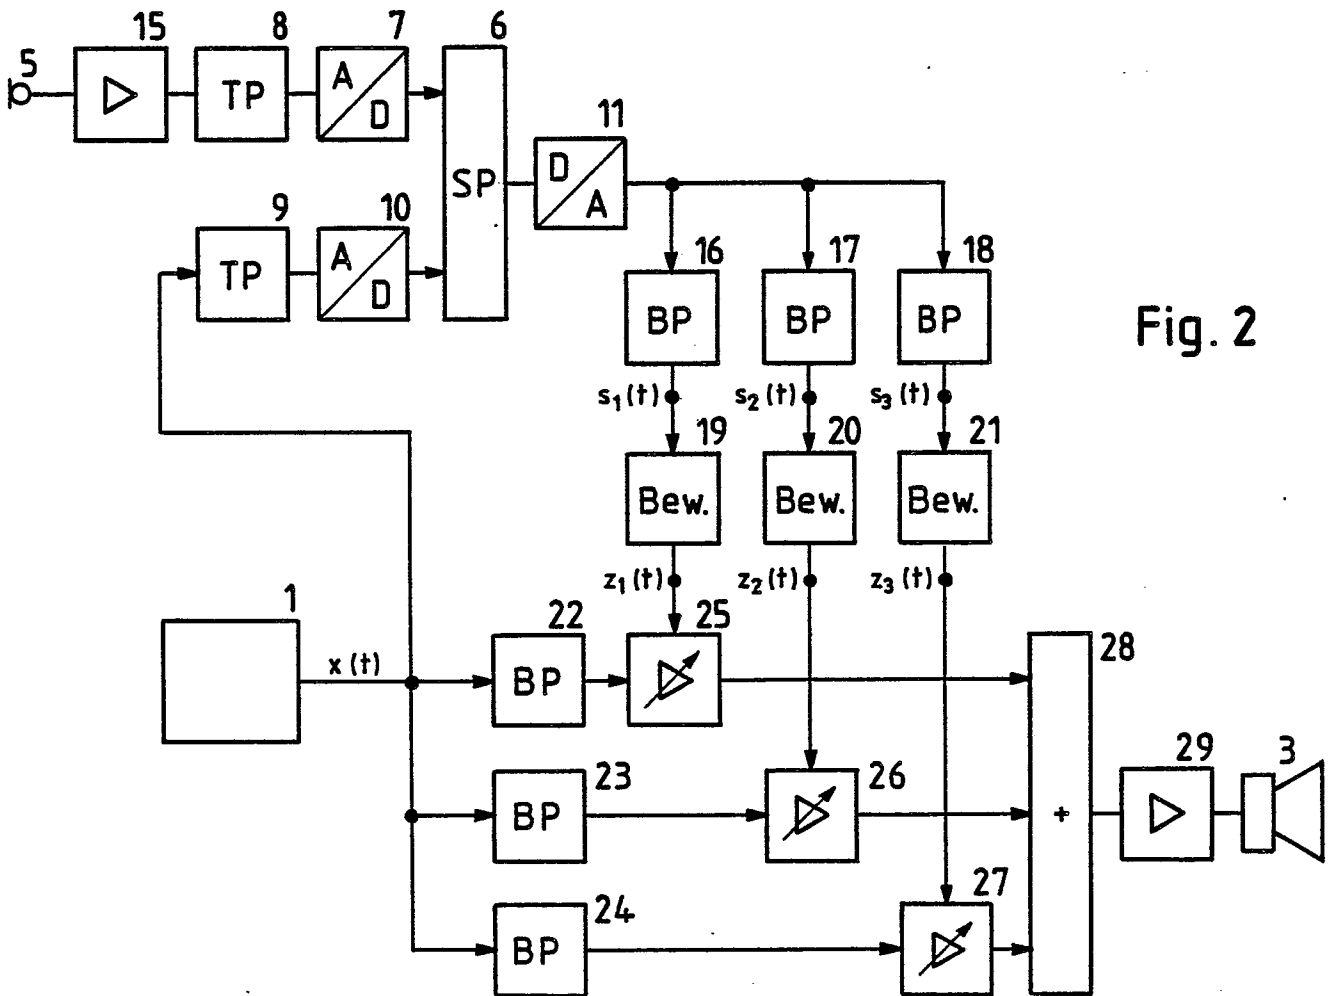 15 8 7 6
5
TP A D
11
SP D A
9 10
TP A D
16 17 18
BP BP BP
Fig. 2
s1(t) s2(t) s3(t)
19 20 21
Bew. Bew. Bew.
z1(t) z2(t) z3(t)
1 22 25 28
x(t) BP
23 26 29 3
BP +
24 27
BP